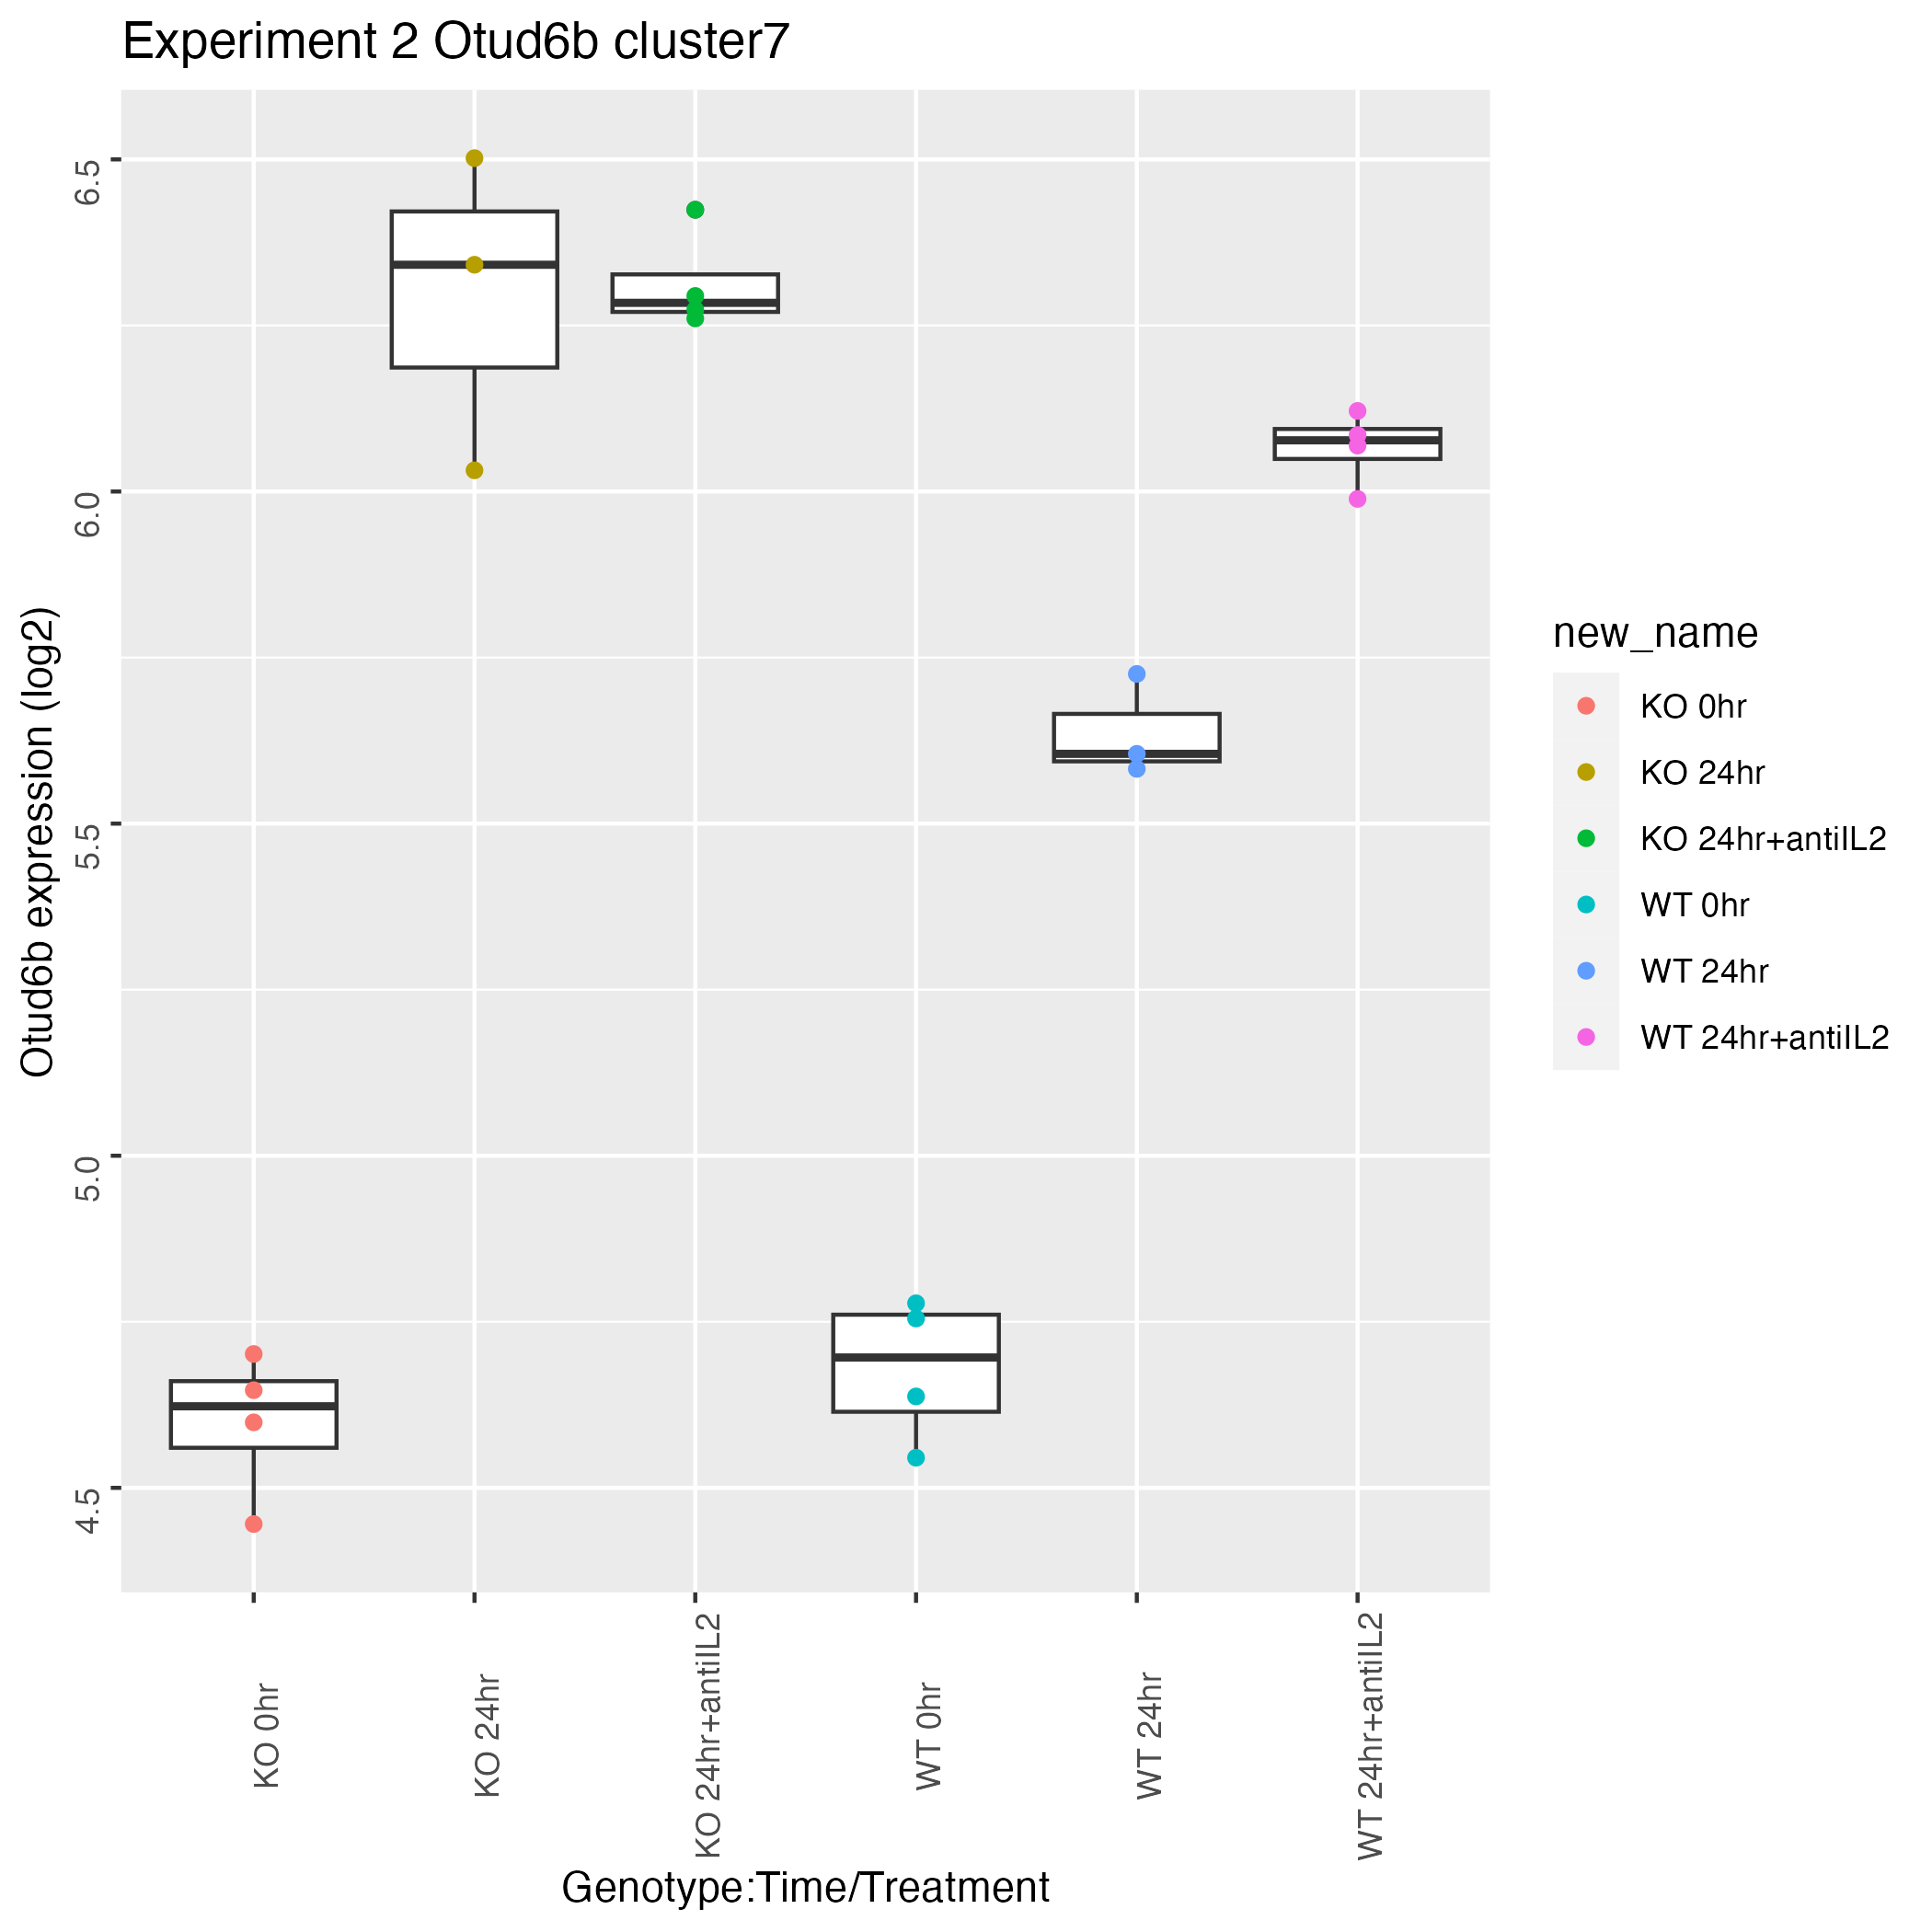 Experiment 2 Otud6b cluster7
Otud6b expression (log2)
6.5
6.0
5.5
5.0
4.5
KO 0hr
KO 24hr
KO 24hr+antiIL2
WT 0hr
WT 24hr
WT 24hr+antiIL2
Genotype:Time/Treatment
new_name
KO 0hr
KO 24hr
KO 24hr+antiIL2
WT 0hr
WT 24hr
WT 24hr+antiIL2